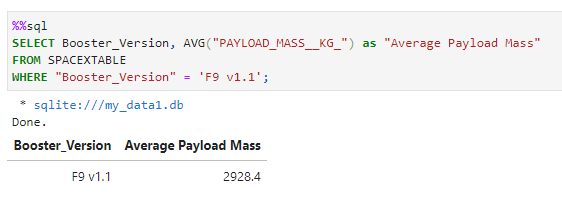 %%sql
SELECT Booster_Version, AVG("PAYLOAD_MASS__KG_") as "Average Payload Mass"
FROM SPACEXTABLE
WHERE "Booster_Version" = 'F9 v1.1';
* sqlite:///my_data1.db
Done.
Booster_Version Average Payload Mass
F9 v1.1 2928.4